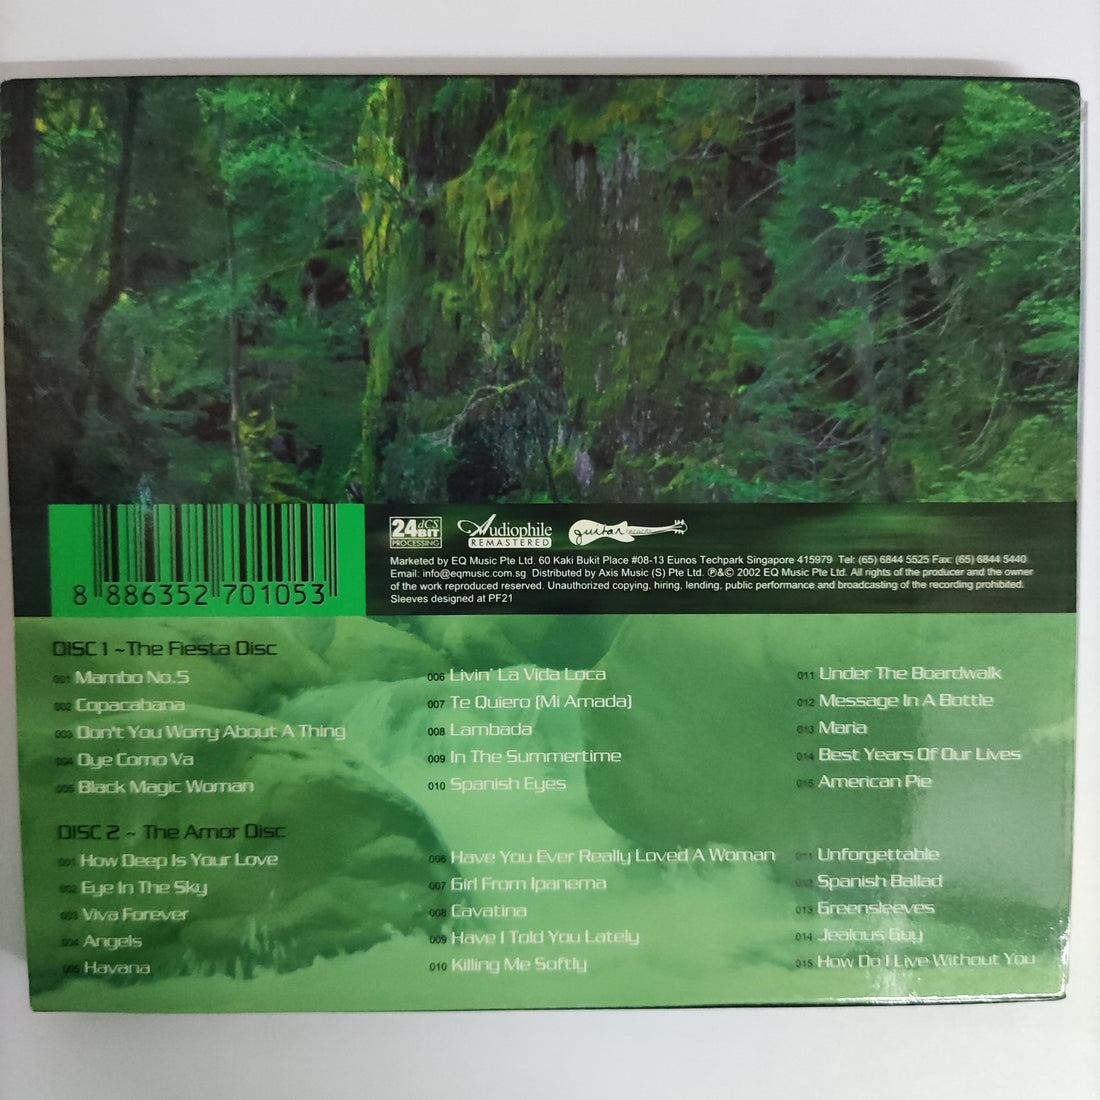 24 dCS
BIT
PROCESSING
Audiophile
REMASTERED
guitar records
8 886352 701053
Marketed by EQ Music Pte Ltd. 60 Kaki Bukit Place #08-13 Eunos Techpark Singapore 415979 Tel: (65) 6844 5525 Fax: (65) 6844 5440
Email: info@eqmusic.com.sg Distributed by Axis Music (S) Pte Ltd. ℗&© 2002 EQ Music Pte Ltd. All rights of the producer and the owner
of the work reproduced reserved. Unauthorized copying, hiring, lending, public performance and broadcasting of the recording prohibited.
Sleeves designed at PF21
DISC 1 ~The Fiesta Disc
001 Mambo No.5
002 Copacabana
003 Don't You Worry About A Thing
004 Oye Como Va
005 Black Magic Woman
006 Livin' La Vida Loca
007 Te Quiero (Mi Amada)
008 Lambada
009 In The Summertime
010 Spanish Eyes
011 Under The Boardwalk
012 Message In A Bottle
013 Maria
014 Best Years Of Our Lives
015 American Pie
DISC 2 ~ The Amor Disc
001 How Deep Is Your Love
002 Eye In The Sky
003 Viva Forever
004 Angels
005 Havana
006 Have You Ever Really Loved A Woman
007 Girl From Ipanema
008 Cavatina
009 Have I Told You Lately
010 Killing Me Softly
011 Unforgettable
012 Spanish Ballad
013 Greensleeves
014 Jealous Guy
015 How Do I Live Without You